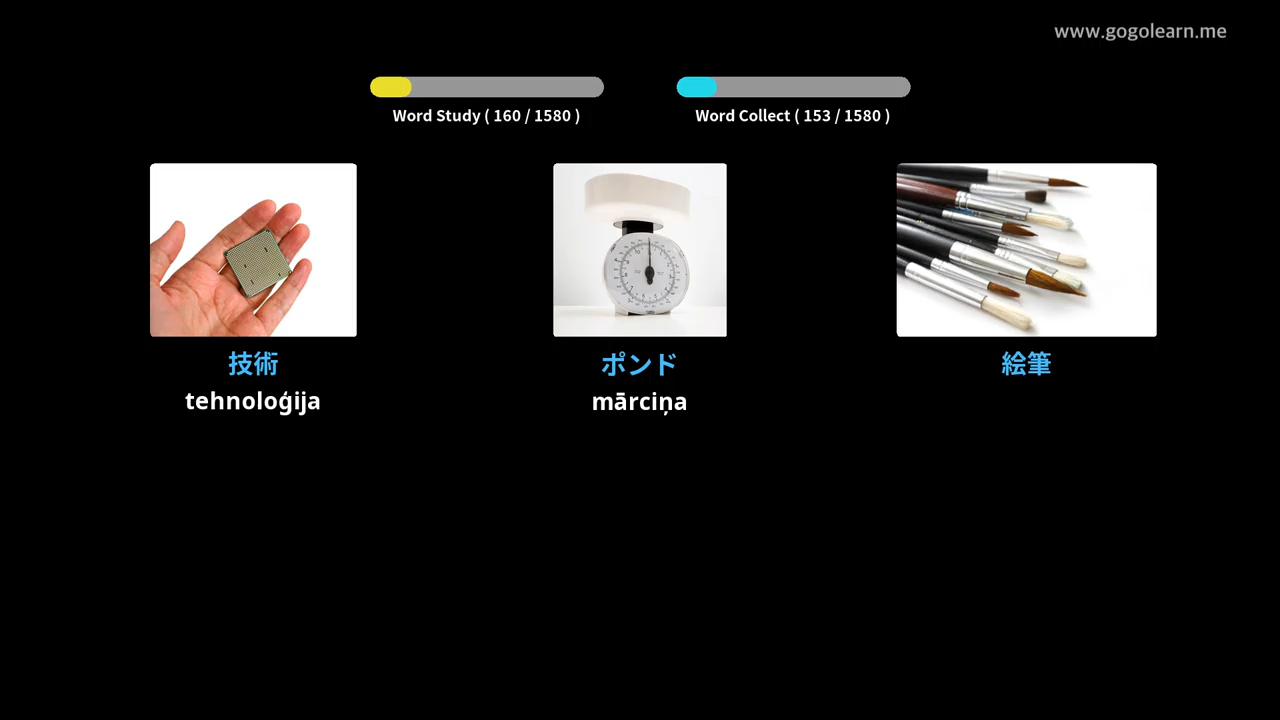 www.gogolearn.me
Word Study ( 160 / 1580 )
Word Collect ( 153 / 1580 )
技術
tehnoloģija
ポンド
mārciņa
絵筆